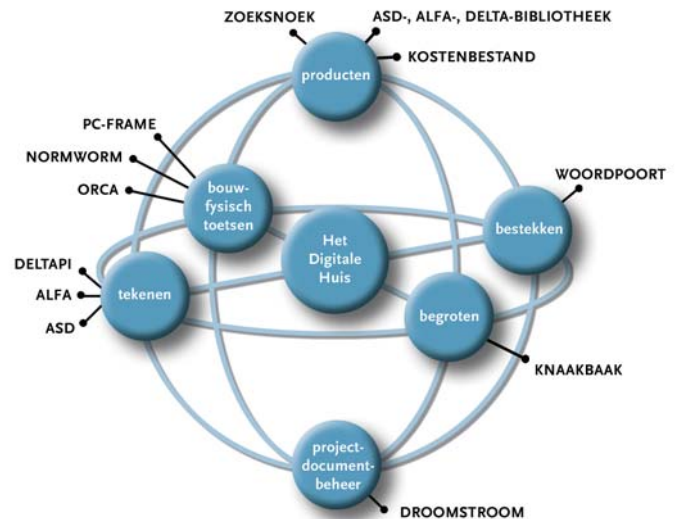 ZOEKSNOEK
ASD-, ALFA-, DELTA-BIBLIOTHEEK
KOSTENBESTAND
producten
PC-FRAME
NORMWORM
ORCA
bouw-
fysisch
toetsen
WOORDPOORT
bestekken
Het
Digitale
Huis
DELTAPI
ALFA
ASD
tekenen
begroten
KNAAKBAAK
project-
document-
beheer
DROOMSTROOM